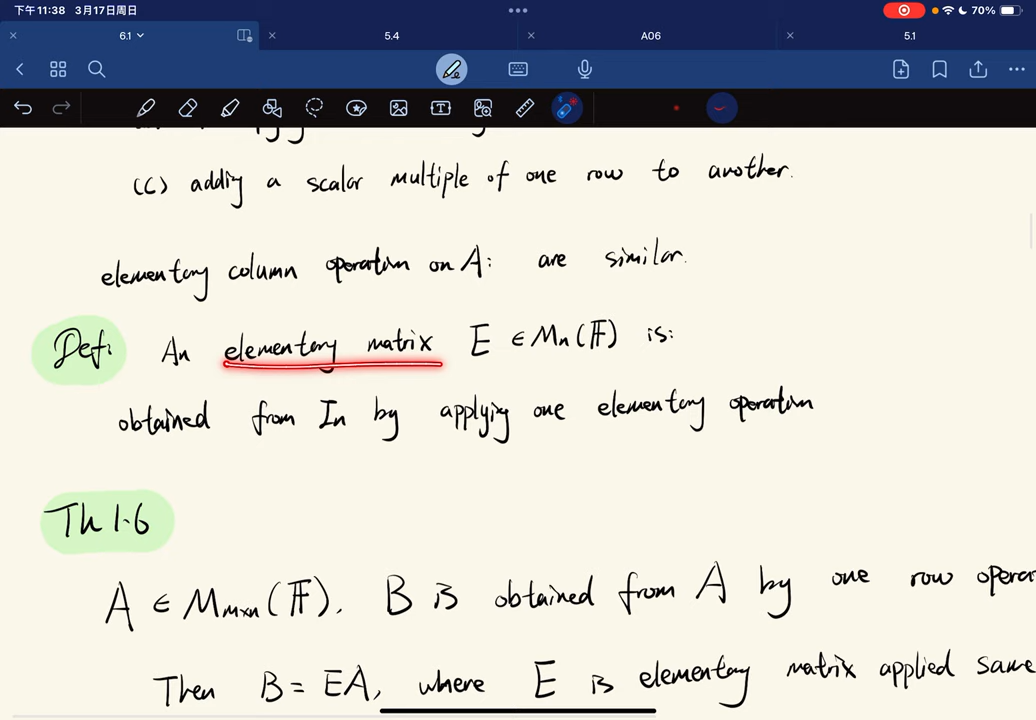 下午11:38 3月17日周日
70%
6.1
5.4
A06
5.1
(C) adding a scalar multiple of one row to another.
elementary column operation on A: are similar.
Def: An elementary matrix E ∈ Mn(𝔽) is:
obtained from In by applying one elementary operation
Th 1.6
A ∈ Mm×n(𝔽). B is obtained from A by one row opera
Then B = EA, where E is elementary matrix applied same